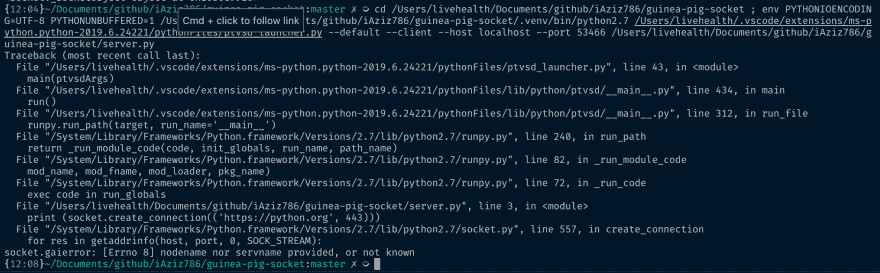 {12:04}~/Documents/github/iAziz786/guinea-pig-socket:master ✗ ➭ cd /Users/livehealth/Documents/github/iAziz786/guinea-pig-socket ; env PYTHONIOENCODIN
G=UTF-8 PYTHONUNBUFFERED=1 /Us Cmd + click to follow link ts/github/iAziz786/guinea-pig-socket/.venv/bin/python2.7 /Users/livehealth/.vscode/extensions/ms-p
ython.python-2019.6.24221/pythonFiles/ptvsd_launcher.py --default --client --host localhost --port 53466 /Users/livehealth/Documents/github/iAziz786/g
uinea-pig-socket/server.py
Traceback (most recent call last):
  File "/Users/livehealth/.vscode/extensions/ms-python.python-2019.6.24221/pythonFiles/ptvsd_launcher.py", line 43, in <module>
    main(ptvsdArgs)
  File "/Users/livehealth/.vscode/extensions/ms-python.python-2019.6.24221/pythonFiles/lib/python/ptvsd/__main__.py", line 434, in main
    run()
  File "/Users/livehealth/.vscode/extensions/ms-python.python-2019.6.24221/pythonFiles/lib/python/ptvsd/__main__.py", line 312, in run_file
    runpy.run_path(target, run_name='__main__')
  File "/System/Library/Frameworks/Python.framework/Versions/2.7/lib/python2.7/runpy.py", line 240, in run_path
    return _run_module_code(code, init_globals, run_name, path_name)
  File "/System/Library/Frameworks/Python.framework/Versions/2.7/lib/python2.7/runpy.py", line 82, in _run_module_code
    mod_name, mod_fname, mod_loader, pkg_name)
  File "/System/Library/Frameworks/Python.framework/Versions/2.7/lib/python2.7/runpy.py", line 72, in _run_code
    exec code in run_globals
  File "/Users/livehealth/Documents/github/iAziz786/guinea-pig-socket/server.py", line 3, in <module>
    print (socket.create_connection(('https://python.org', 443)))
  File "/System/Library/Frameworks/Python.framework/Versions/2.7/lib/python2.7/socket.py", line 557, in create_connection
    for res in getaddrinfo(host, port, 0, SOCK_STREAM):
socket.gaierror: [Errno 8] nodename nor servname provided, or not known
{12:08}~/Documents/github/iAziz786/guinea-pig-socket:master ✗ ➭